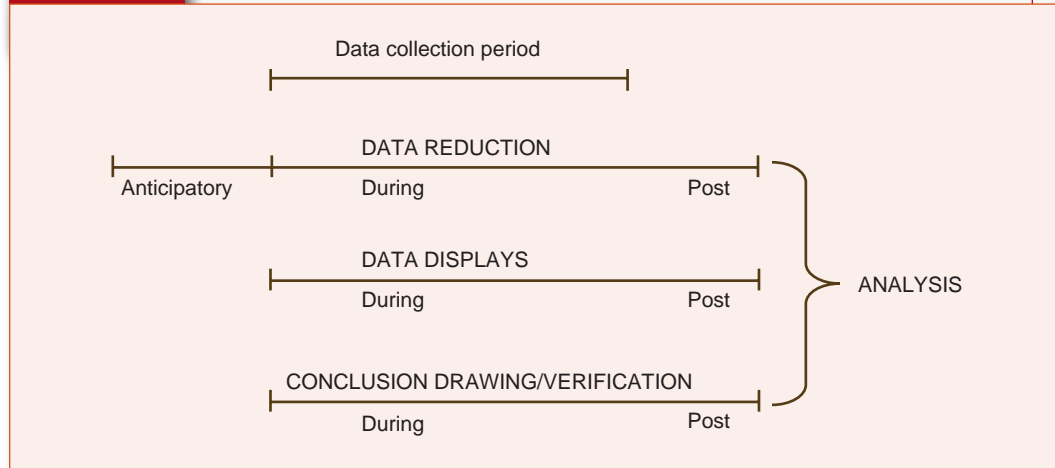 Data collection period
DATA REDUCTION
Anticipatory During Post
DATA DISPLAYS
During Post
ANALYSIS
CONCLUSION DRAWING/VERIFICATION
During Post